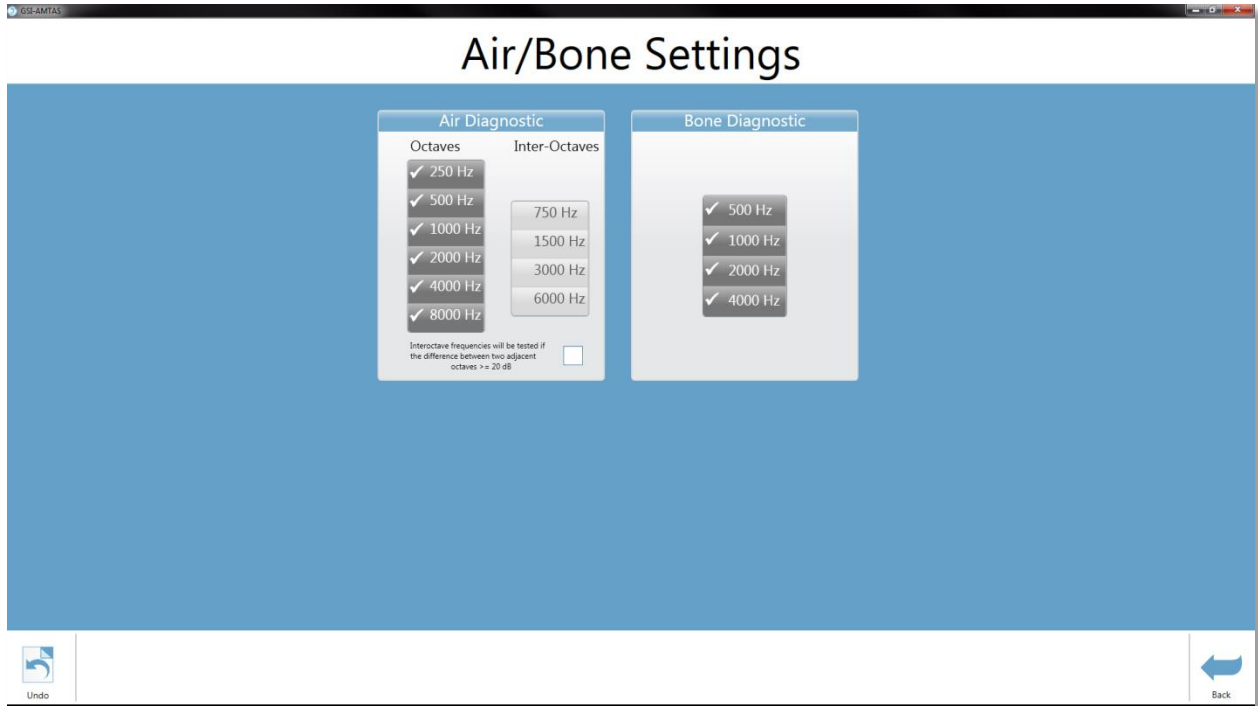 GSI-AMTAS
Air/Bone Settings
Air Diagnostic
Octaves
Inter-Octaves
250 Hz
500 Hz
1000 Hz
2000 Hz
4000 Hz
8000 Hz
750 Hz
1500 Hz
3000 Hz
6000 Hz
Interoctave frequencies will be tested if
the difference between two adjacent
octaves >= 20 dB
Bone Diagnostic
500 Hz
1000 Hz
2000 Hz
4000 Hz
Undo
Back